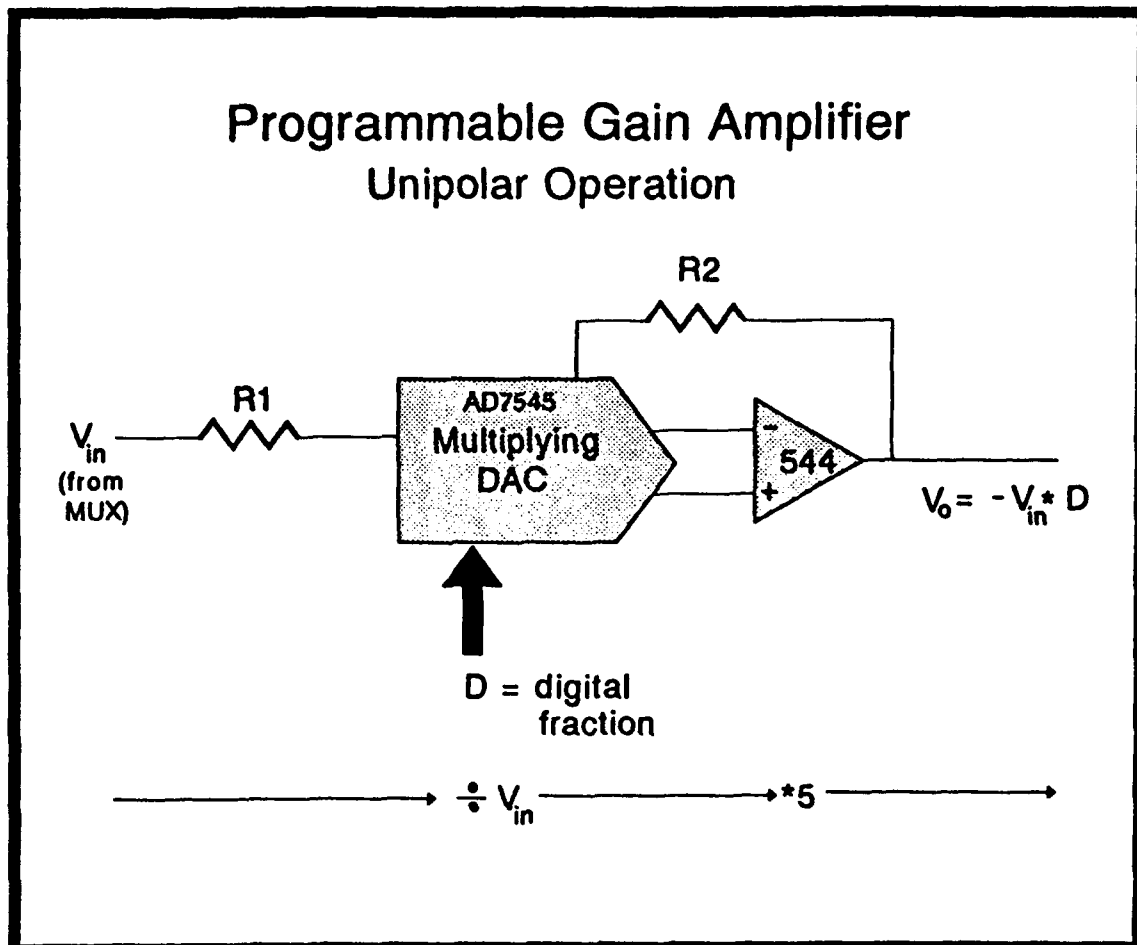 Programmable Gain Amplifier
Unipolar Operation
R2
R1
V_in
(from
MUX)
AD7545
Multiplying
DAC
-
544
+
V_o = - V_in * D
D = digital
fraction
÷ V_in
*5